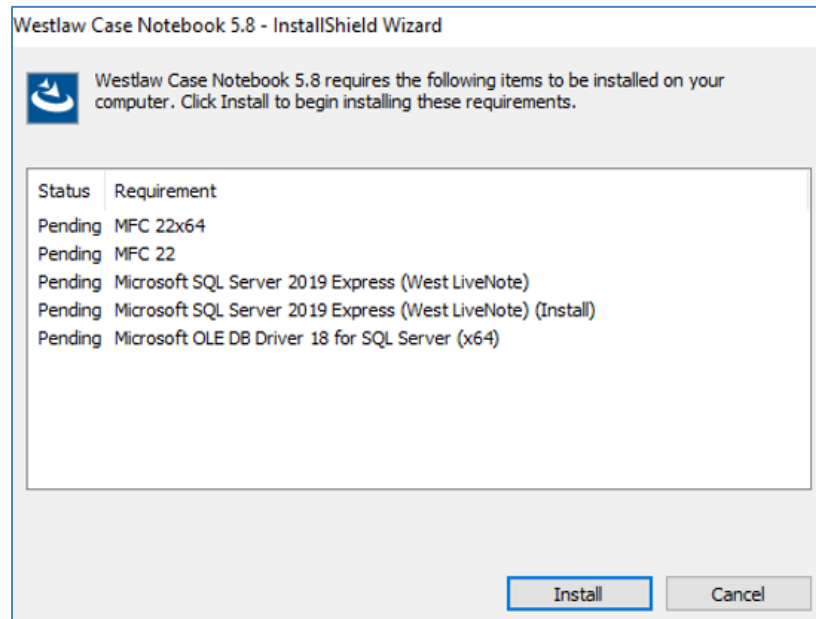 Westlaw Case Notebook 5.8 - InstallShield Wizard
Westlaw Case Notebook 5.8 requires the following items to be installed on your
computer. Click Install to begin installing these requirements.
Status Requirement
Pending MFC 22x64
Pending MFC 22
Pending Microsoft SQL Server 2019 Express (West LiveNote)
Pending Microsoft SQL Server 2019 Express (West LiveNote) (Install)
Pending Microsoft OLE DB Driver 18 for SQL Server (x64)
Install Cancel